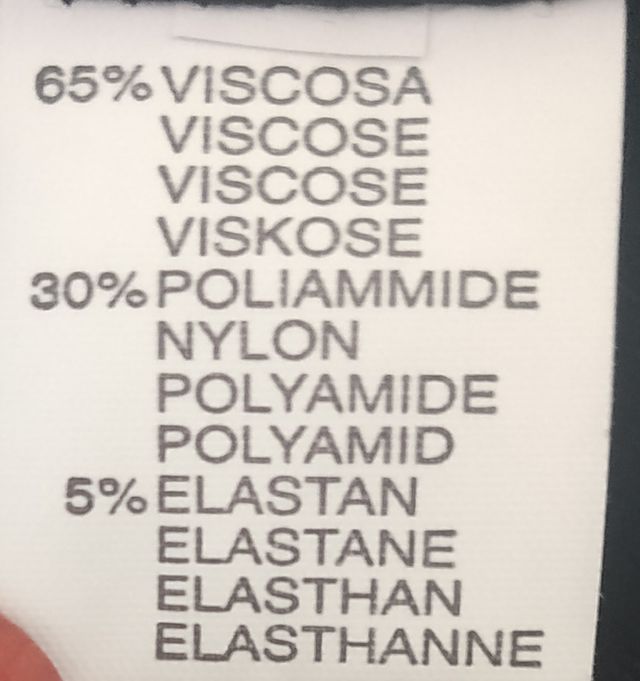 65% VISCOSA
VISCOSE
VISCOSE
VISKOSE
30% POLIAMMIDE
NYLON
POLYAMIDE
POLYAMID
5% ELASTAN
ELASTANE
ELASTHAN
ELASTHANNE